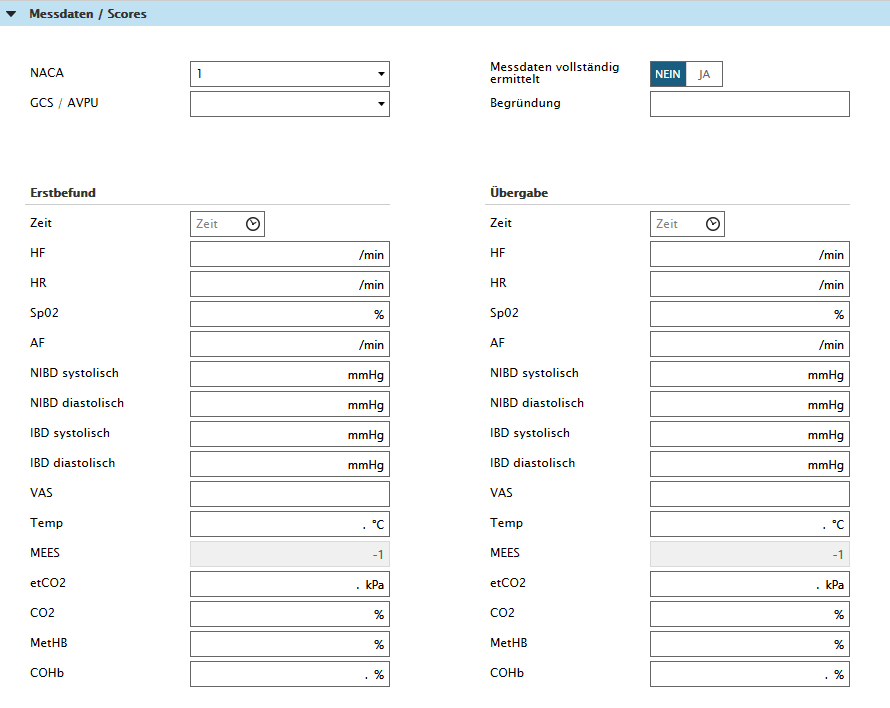 Messdaten / Scores
NACA
1
Messdaten vollständig
ermittelt
NEIN JA
GCS / AVPU
Begründung
Erstbefund
Zeit
Zeit
HF
/min
HR
/min
Sp02
%
AF
/min
NIBD systolisch
mmHg
NIBD diastolisch
mmHg
IBD systolisch
mmHg
IBD diastolisch
mmHg
VAS
Temp
. °C
MEES
-1
etCO2
. kPa
CO2
%
MetHB
%
COHb
. %
Übergabe
Zeit
Zeit
HF
/min
HR
/min
Sp02
%
AF
/min
NIBD systolisch
mmHg
NIBD diastolisch
mmHg
IBD systolisch
mmHg
IBD diastolisch
mmHg
VAS
Temp
. °C
MEES
-1
etCO2
. kPa
CO2
%
MetHB
%
COHb
. %